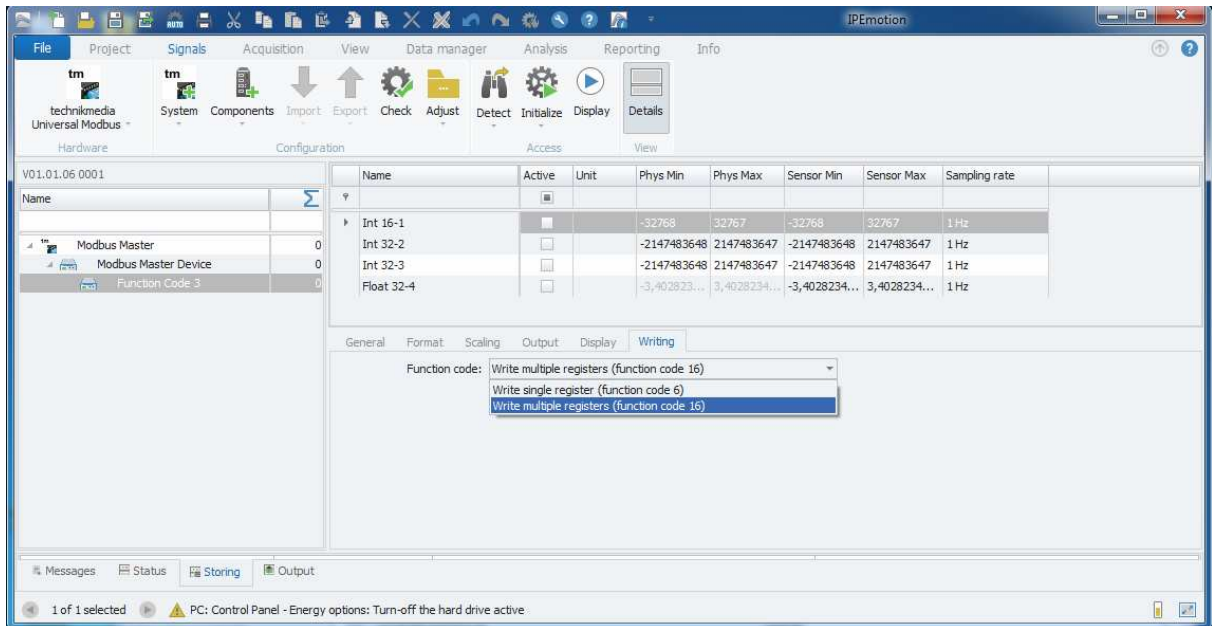 AUTO
IPEmotion
File Project Signals Acquisition View Data manager Analysis Reporting Info
tm tm
technikmedia Universal Modbus System Components Import Export Check Adjust Detect Initialize Display Details
Hardware Configuration Access View
V01.01.06 0001
Name Σ
Name Active Unit Phys Min Phys Max Sensor Min Sensor Max Sampling rate
Int 16-1 -32768 32767 -32768 32767 1 Hz
tm Modbus Master 0
Int 32-2 -2147483648 2147483647 -2147483648 2147483647 1 Hz
Modbus Master Device 0
Int 32-3 -2147483648 2147483647 -2147483648 2147483647 1 Hz
Function Code 3 0
Float 32-4 -3,402823... 3,4028234... -3,4028234... 3,4028234... 1 Hz
General Format Scaling Output Display Writing
Function code: Write multiple registers (function code 16)
Write single register (function code 6)
Write multiple registers (function code 16)
Messages Status Storing Output
1 of 1 selected PC: Control Panel - Energy options: Turn-off the hard drive active